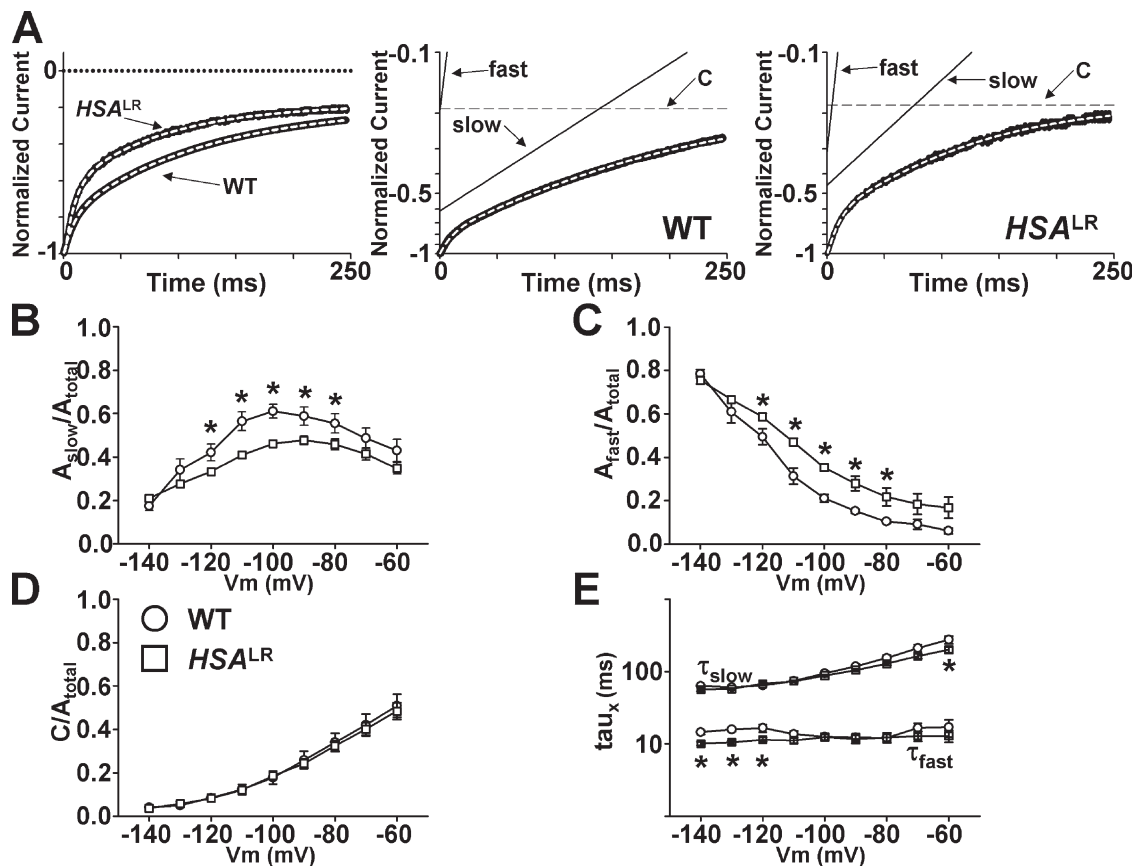 A
Normalized Current
0
-1
HSA^LR
WT
0
250
Time (ms)
Normalized Current
-0.1
-0.5
-1
fast
C
slow
WT
0
250
Time (ms)
Normalized Current
-0.1
-0.5
-1
fast
slow
C
HSA^LR
0
250
Time (ms)
B
A_slow/A_total
1.0
0.8
0.6
0.4
0.2
0.0
* * * * *
-140 -120 -100 -80 -60
Vm (mV)
C
A_fast/A_total
1.0
0.8
0.6
0.4
0.2
0.0
* * * * *
-140 -120 -100 -80 -60
Vm (mV)
D
C/A_total
1.0
0.8
0.6
0.4
0.2
0.0
WT
HSA^LR
-140 -120 -100 -80 -60
Vm (mV)
E
tau_x (ms)
100
10
τ_slow
*
τ_fast
* * *
-140 -120 -100 -80 -60
Vm (mV)